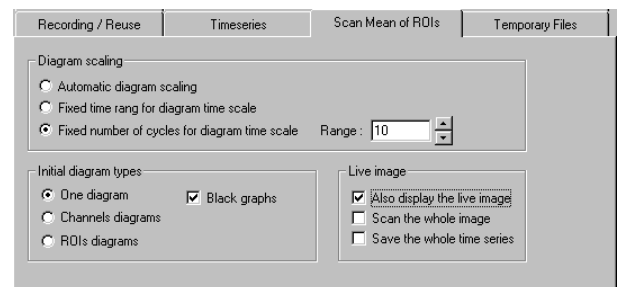 Recording / Reuse Timeseries Scan Mean of ROIs Temporary Files
Diagram scaling
Automatic diagram scaling
Fixed time rang for diagram time scale
Fixed number of cycles for diagram time scale Range : 10
Initial diagram types Live image
One diagram Black graphs Also display the live image
Channels diagrams Scan the whole image
ROIs diagrams Save the whole time series